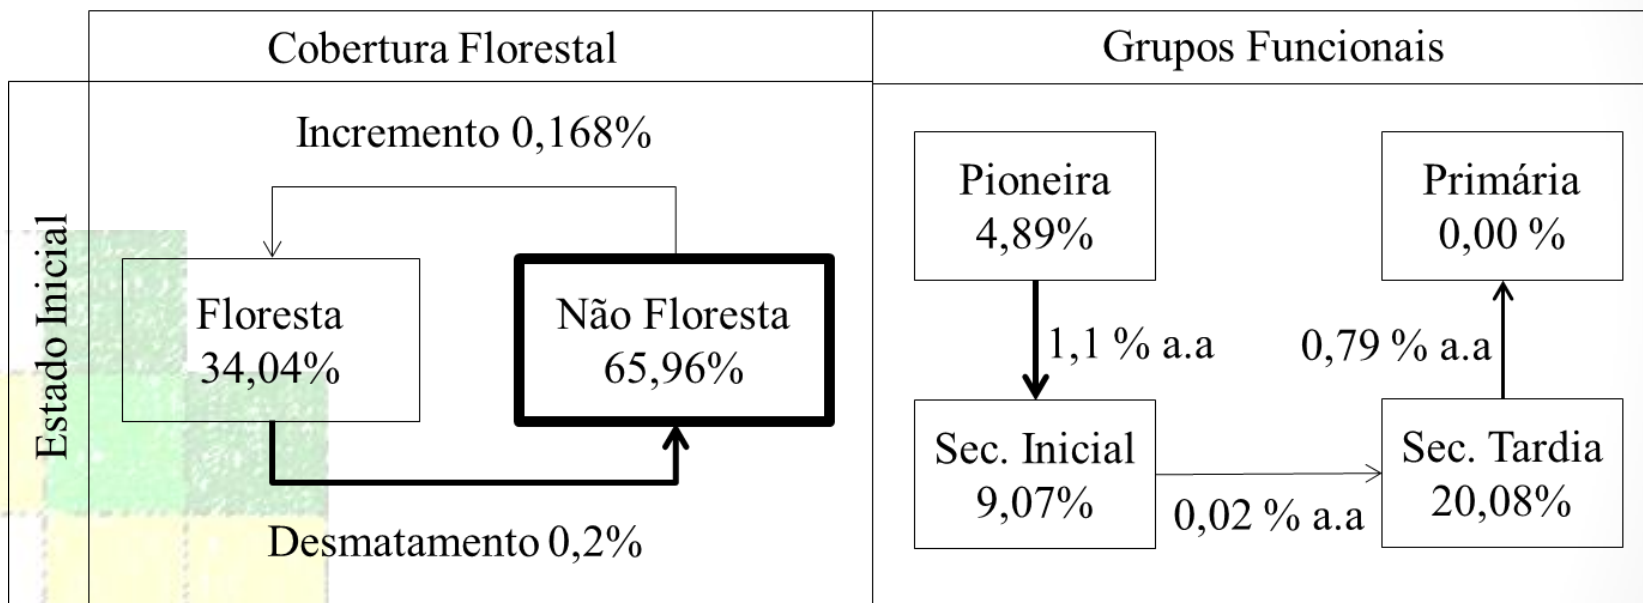 Cobertura Florestal
Grupos Funcionais
Estado Inicial
Incremento 0,168%
Floresta
34,04%
Não Floresta
65,96%
Desmatamento 0,2%
Pioneira
4,89%
Primária
0,00 %
1,1 % a.a
0,79 % a.a
Sec. Inicial
9,07%
0,02 % a.a
Sec. Tardia
20,08%